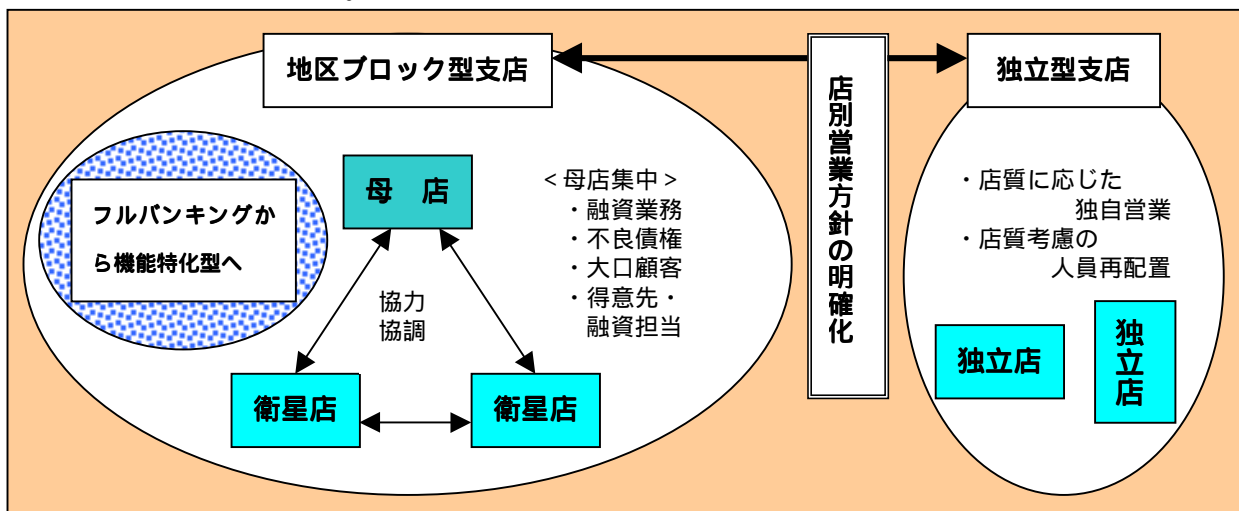 地区ブロック型支店
フルバンキングか
ら機能特化型へ
母　店
協力
協調
衛星店
衛星店
＜母店集中＞
・融資業務
・不良債権
・大口顧客
・得意先・
融資担当
店別営業方針の明確化
独立型支店
・店質に応じた
独自営業
・店質考慮の
人員再配置
独立店
独立店